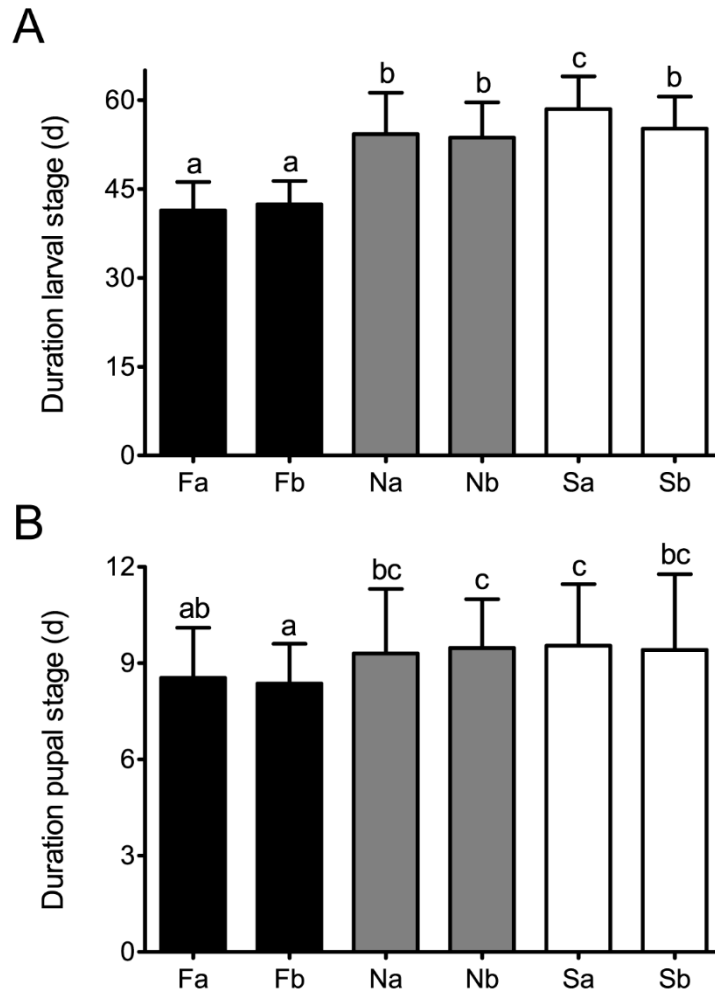 A
Duration larval stage (d)
60
45
30
15
0
a
a
b
b
c
b
Fa Fb Na Nb Sa Sb
B
Duration pupal stage (d)
12
9
6
3
0
ab
a
bc
c
c
bc
Fa Fb Na Nb Sa Sb